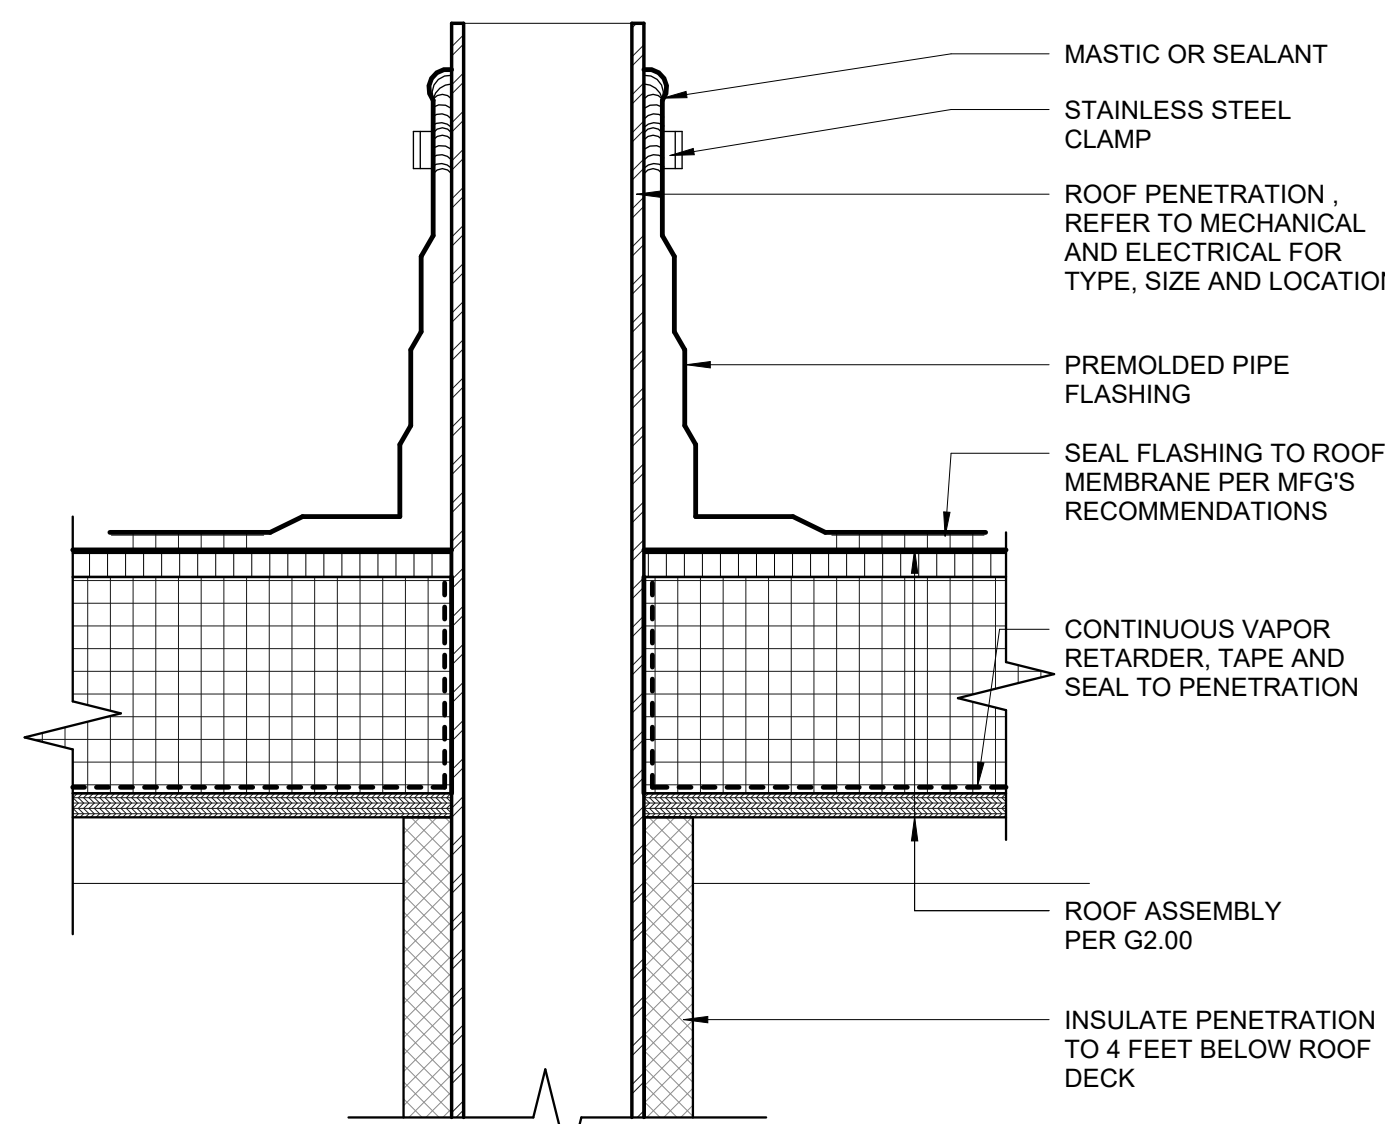 MASTIC OR SEALANT
STAINLESS STEEL
CLAMP
ROOF PENETRATION ,
REFER TO MECHANICAL
AND ELECTRICAL FOR
TYPE, SIZE AND LOCATION
PREMOLDED PIPE
FLASHING
SEAL FLASHING TO ROOF
MEMBRANE PER MFG'S
RECOMMENDATIONS
CONTINUOUS VAPOR
RETARDER, TAPE AND
SEAL TO PENETRATION
ROOF ASSEMBLY
PER G2.00
INSULATE PENETRATION
TO 4 FEET BELOW ROOF
DECK